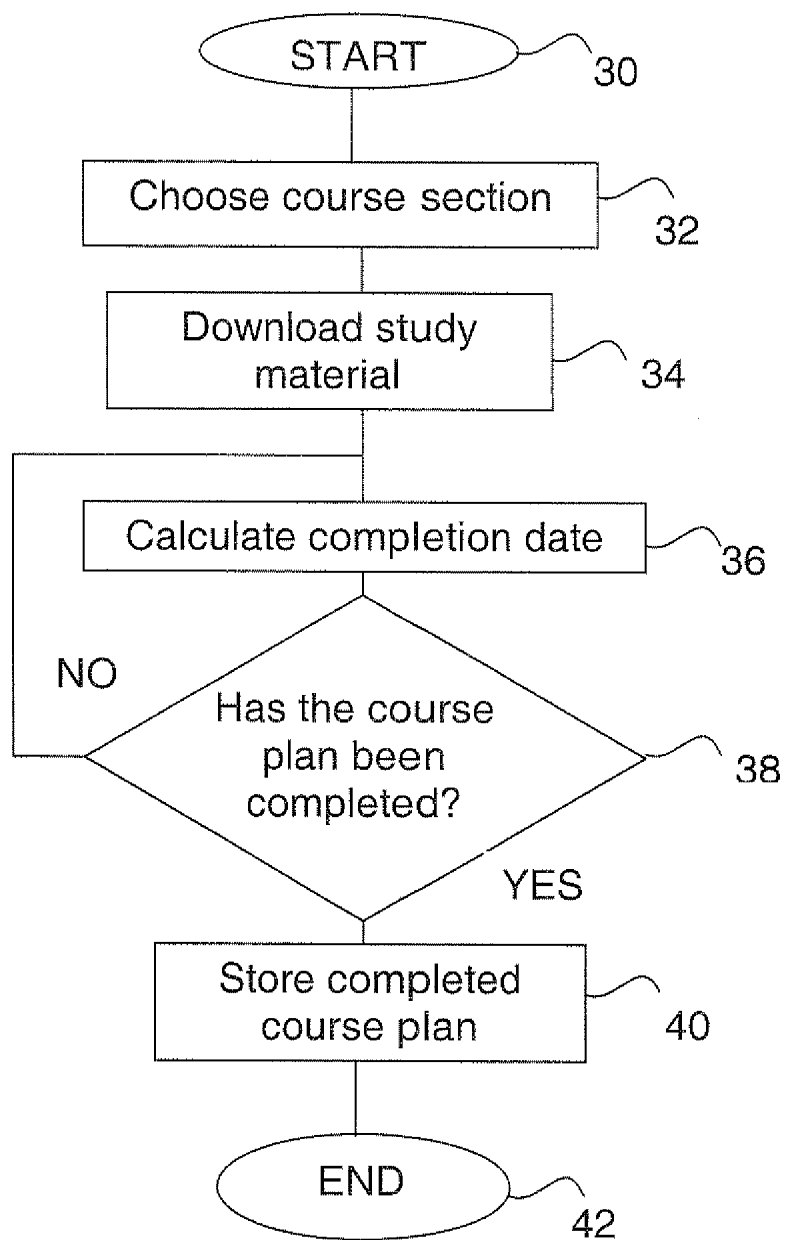 START
30
Choose course section
32
Download study
material
34
Calculate completion date
36
NO
Has the course
plan been
completed?
38
YES
Store completed
course plan
40
END
42